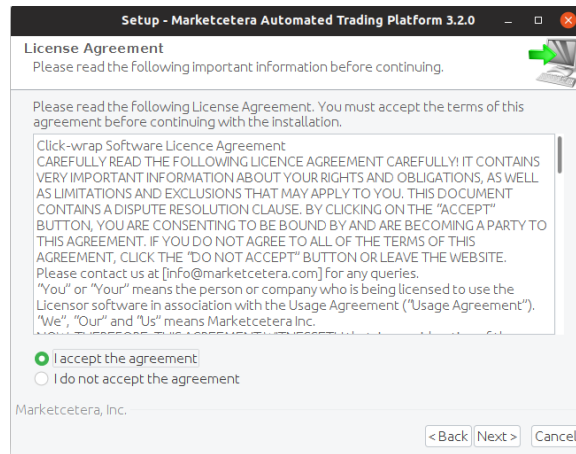 Setup - Marketcetera Automated Trading Platform 3.2.0
License Agreement
Please read the following important information before continuing.
Please read the following License Agreement. You must accept the terms of this
agreement before continuing with the installation.
Click-wrap Software Licence Agreement
CAREFULLY READ THE FOLLOWING LICENCE AGREEMENT CAREFULLY! IT CONTAINS
VERY IMPORTANT INFORMATION ABOUT YOUR RIGHTS AND OBLIGATIONS, AS WELL
AS LIMITATIONS AND EXCLUSIONS THAT MAY APPLY TO YOU. THIS DOCUMENT
CONTAINS A DISPUTE RESOLUTION CLAUSE. BY CLICKING ON THE “ACCEPT”
BUTTON, YOU ARE CONSENTING TO BE BOUND BY AND ARE BECOMING A PARTY TO
THIS AGREEMENT. IF YOU DO NOT AGREE TO ALL OF THE TERMS OF THIS
AGREEMENT, CLICK THE “DO NOT ACCEPT” BUTTON OR LEAVE THE WEBSITE.
Please contact us at [info@marketcetera.com] for any queries.
“You” or “Your” means the person or company who is being licensed to use the
Licensor software in association with the Usage Agreement (“Usage Agreement”).
“We”, “Our” and “Us” means Marketcetera Inc.
I accept the agreement
I do not accept the agreement
Marketcetera, Inc.
< Back Next > Cancel